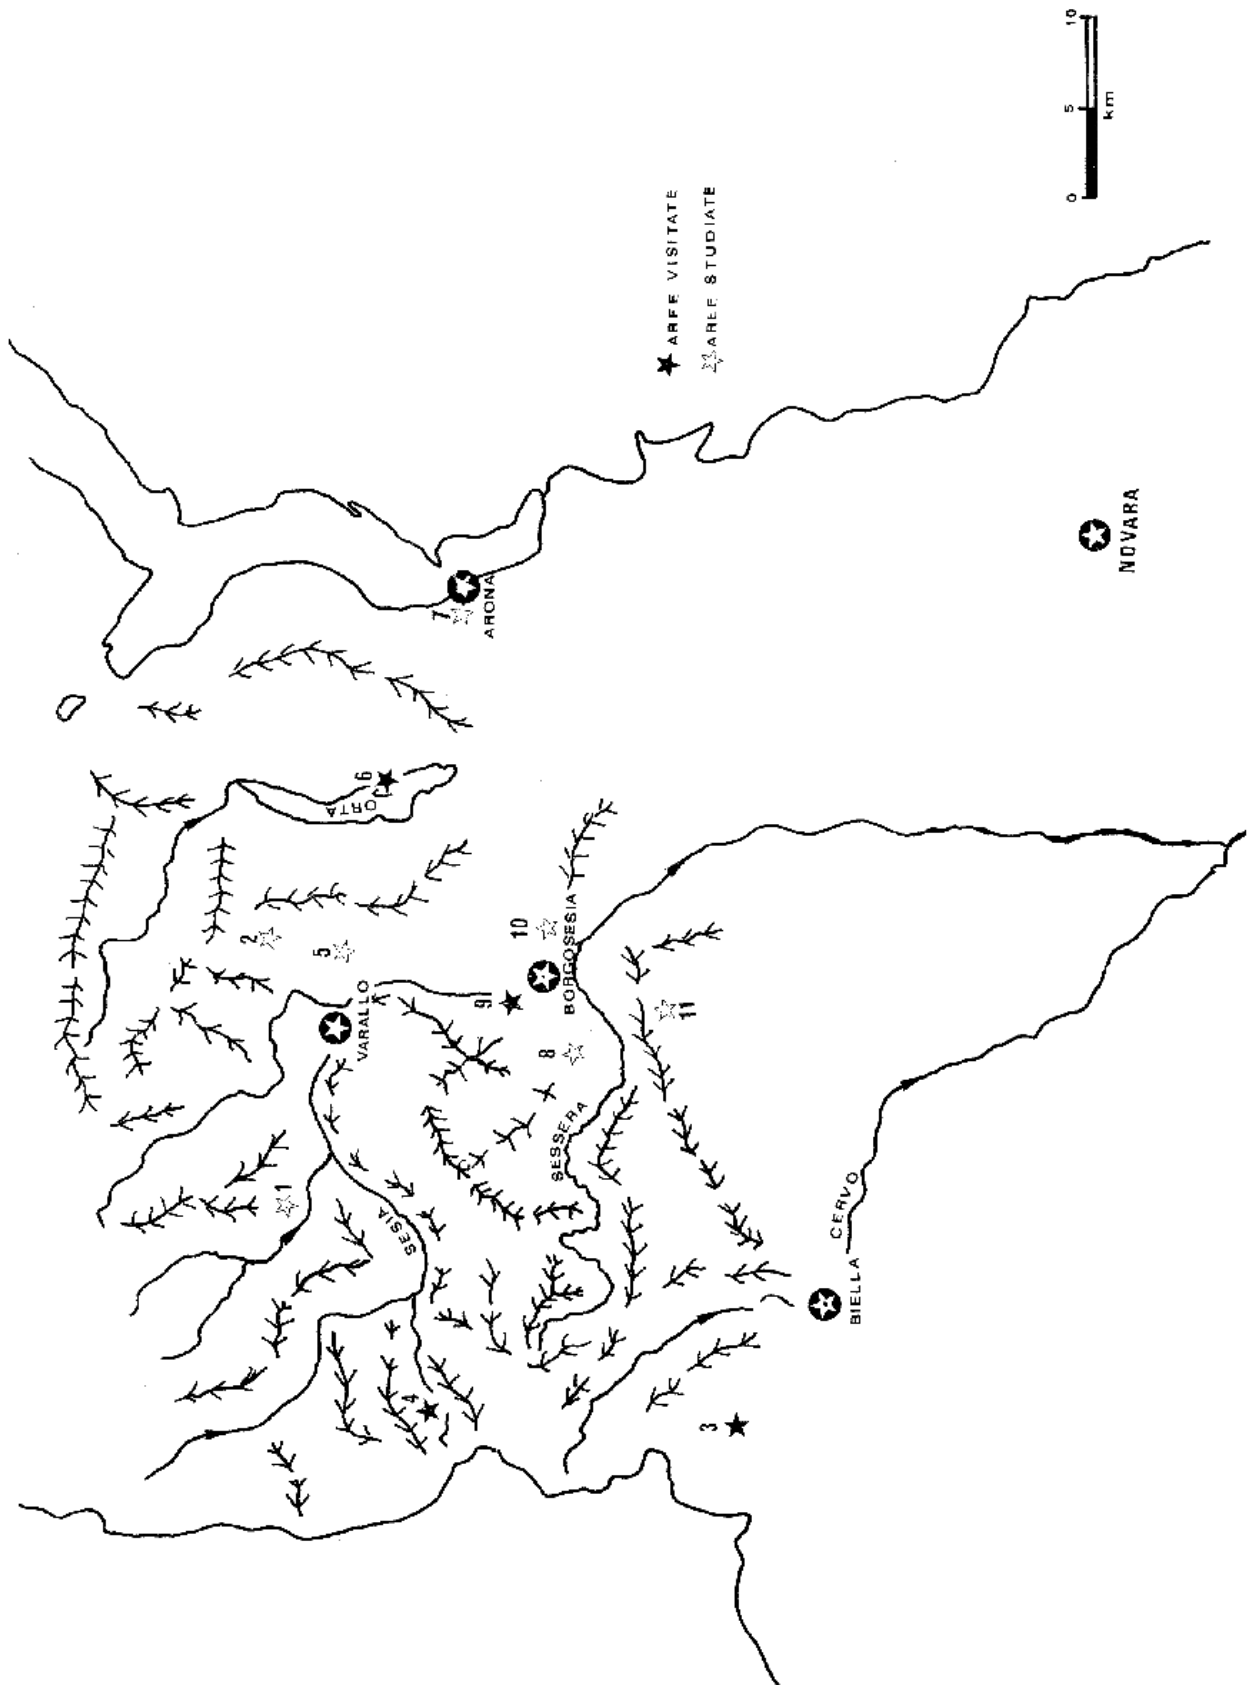 1
2
5
VARALLO
SESIA
4
ORTA
6
7
ARONA
9
10
BORGOSESIA
8
SESSERA
11
3
BIELLA
CERVO
NOVARA
AREE VISITATE
AREE STUDIATE
0 5 10
km